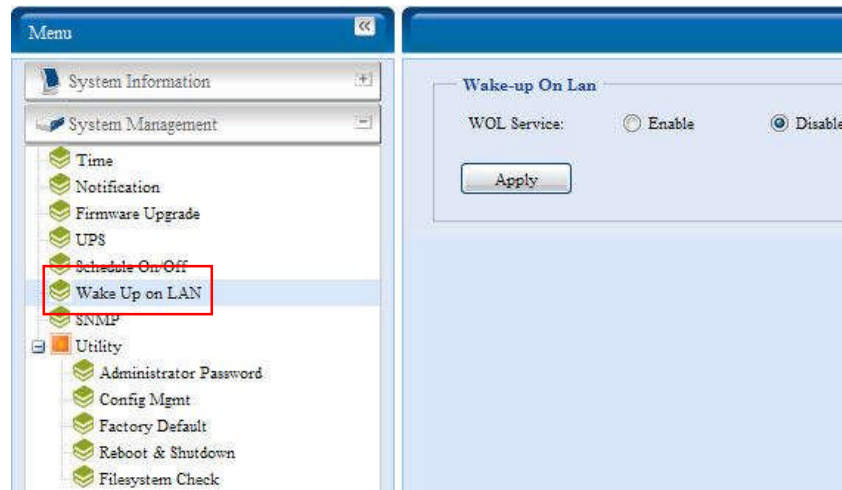 Menu
System Information
System Management
Time
Notification
Firmware Upgrade
UPS
Schedule On/Off
Wake Up on LAN
SNMP
Utility
Administrator Password
Config Mgmt
Factory Default
Reboot & Shutdown
Filesystem Check
Wake-up On Lan
WOL Service: Enable Disable
Apply